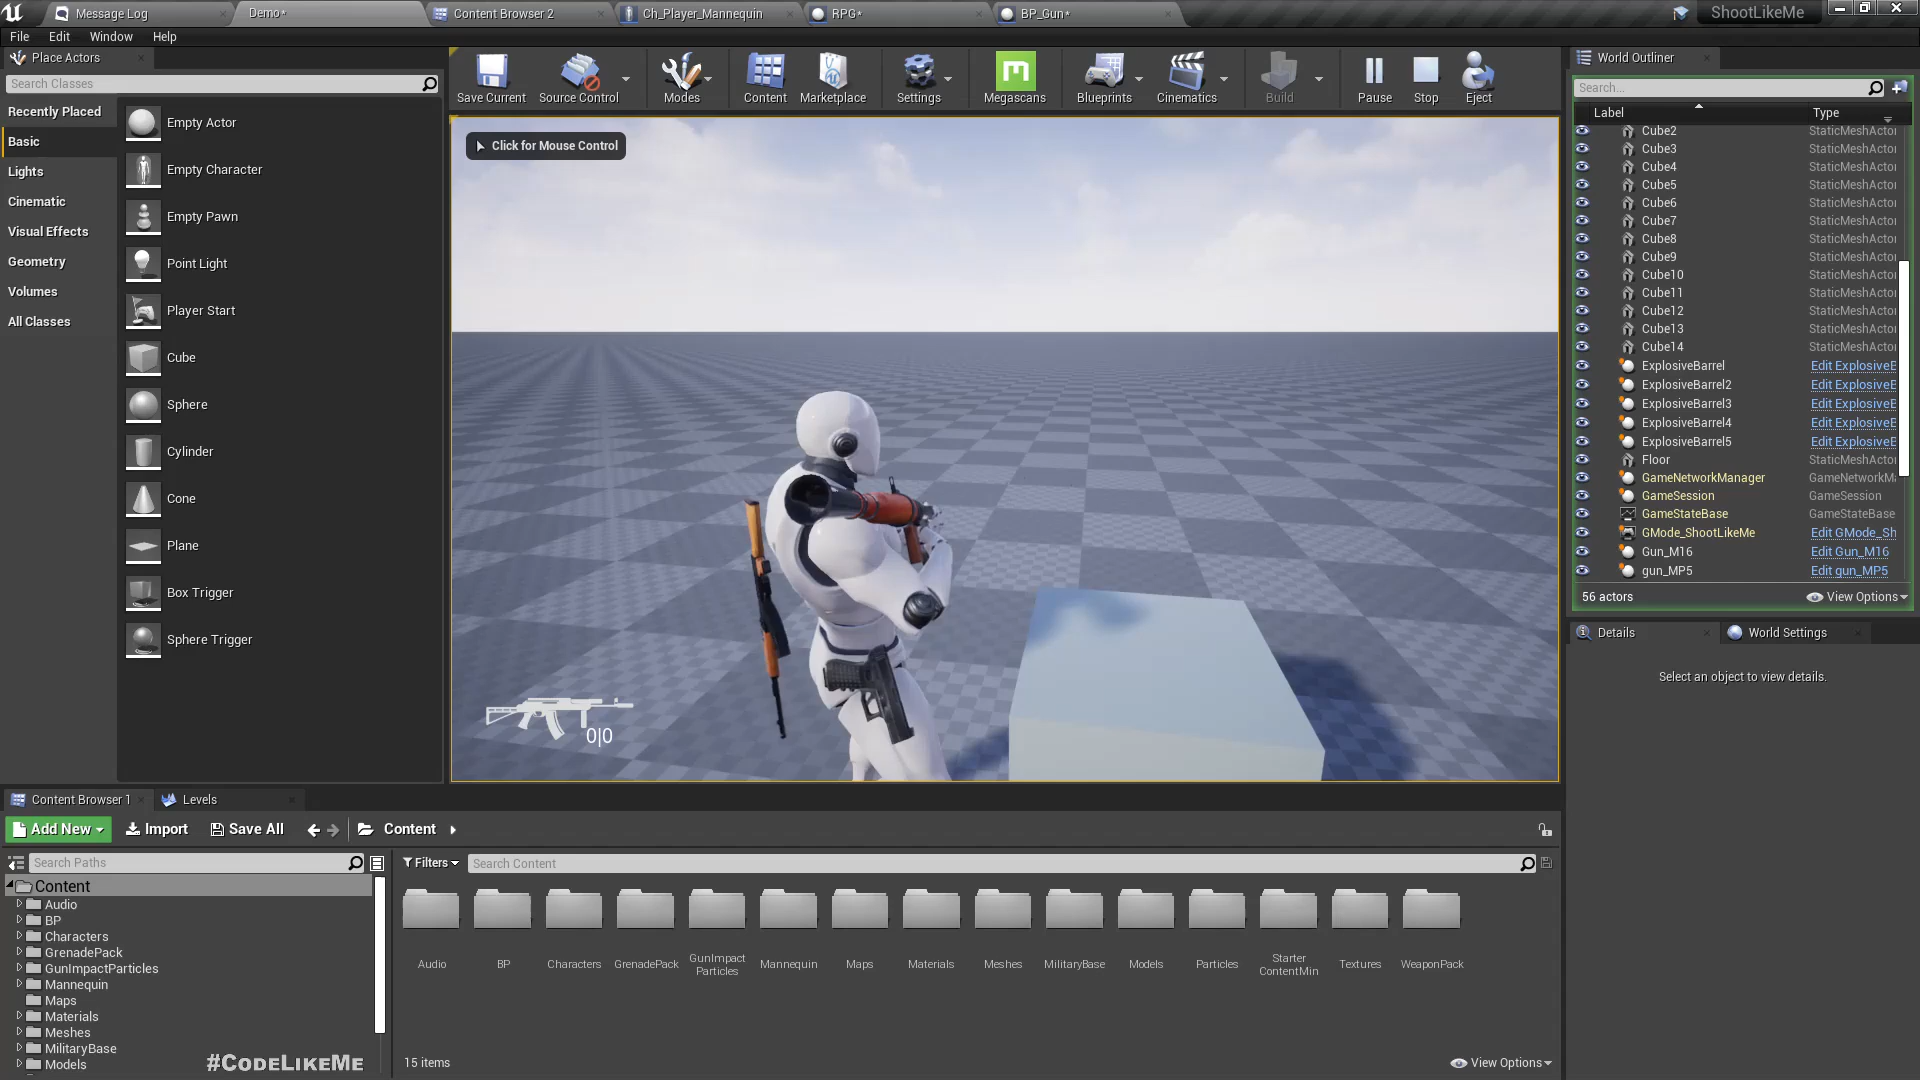 Message Log
Demo*
Content Browser 2
Ch_Player_Mannequin
RPG*
BP_Gun*
ShootLikeMe
File
Edit
Window
Help
Place Actors
Search Classes
Recently Placed
Basic
Lights
Cinematic
Visual Effects
Geometry
Volumes
All Classes
Empty Actor
Empty Character
Empty Pawn
Point Light
Player Start
Cube
Sphere
Cylinder
Cone
Plane
Box Trigger
Sphere Trigger
Save Current
Source Control
Modes
Content
Marketplace
Settings
Megascans
Blueprints
Cinematics
Build
Pause
Stop
Eject
Click for Mouse Control
0|0
World Outliner
Search...
Label
Type
Cube2 StaticMeshActor
Cube3 StaticMeshActor
Cube4 StaticMeshActor
Cube5 StaticMeshActor
Cube6 StaticMeshActor
Cube7 StaticMeshActor
Cube8 StaticMeshActor
Cube9 StaticMeshActor
Cube10 StaticMeshActor
Cube11 StaticMeshActor
Cube12 StaticMeshActor
Cube13 StaticMeshActor
Cube14 StaticMeshActor
ExplosiveBarrel Edit ExplosiveB
ExplosiveBarrel2 Edit ExplosiveB
ExplosiveBarrel3 Edit ExplosiveB
ExplosiveBarrel4 Edit ExplosiveB
ExplosiveBarrel5 Edit ExplosiveB
Floor StaticMeshActor
GameNetworkManager GameNetworkMa
GameSession GameSession
GameStateBase GameStateBase
GMode_ShootLikeMe Edit GMode_Sh
Gun_M16 Edit Gun_M16
gun_MP5 Edit gun_MP5
56 actors
View Options
Details
World Settings
Select an object to view details.
Content Browser 1
Levels
Add New
Import
Save All
Content
Search Paths
Filters
Search Content
Content
Audio
BP
Characters
GrenadePack
GunImpactParticles
Mannequin
Maps
Materials
Meshes
MilitaryBase
Models
Audio
BP
Characters
GrenadePack
GunImpact
Particles
Mannequin
Maps
Materials
Meshes
MilitaryBase
Models
Particles
Starter
ContentMin
Textures
WeaponPack
#CodeLikeMe
15 items
View Options